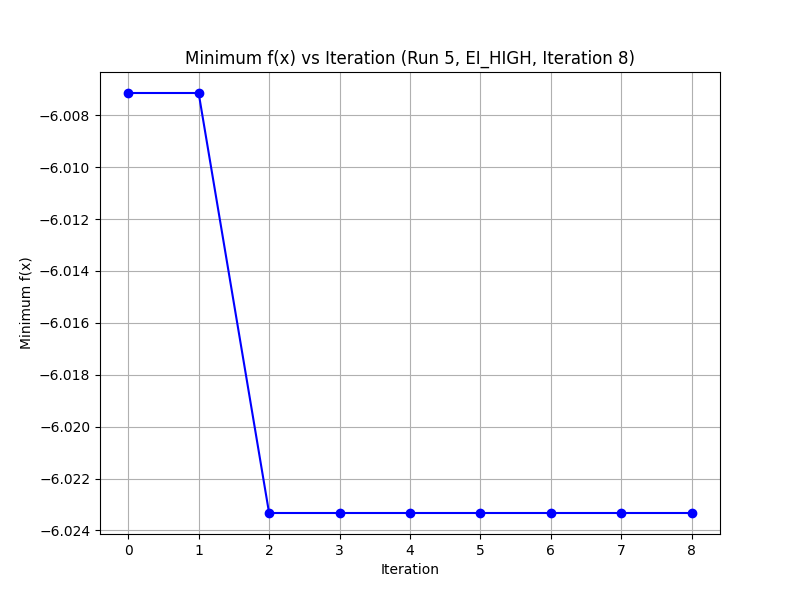 Minimum f(x) vs Iteration (Run 5, EI_HIGH, Iteration 8)
Minimum f(x)
−6.008
−6.010
−6.012
−6.014
−6.016
−6.018
−6.020
−6.022
−6.024
0 1 2 3 4 5 6 7 8
Iteration